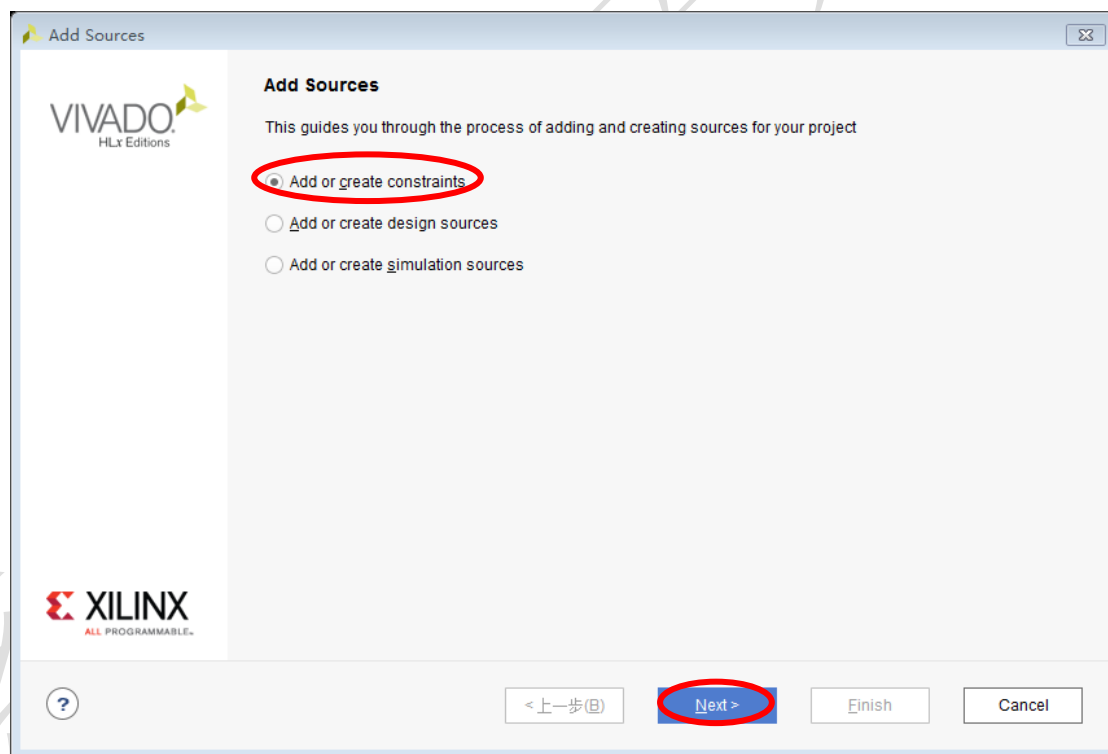 Add Sources
VIVADO.
HLx Editions
Add Sources
This guides you through the process of adding and creating sources for your project
Add or create constraints
Add or create design sources
Add or create simulation sources
XILINX
ALL PROGRAMMABLE™
?
<上一步(B)
Next >
Finish
Cancel